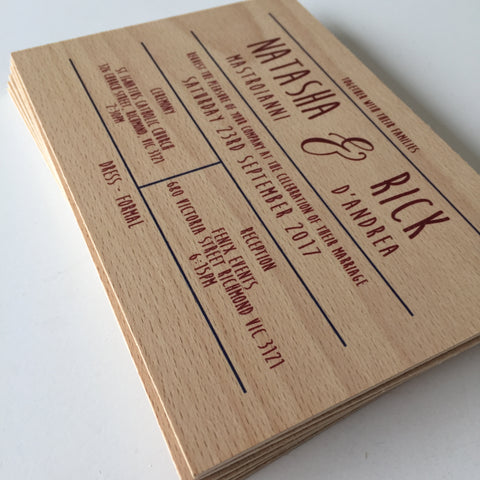 TOGETHER WITH THEIR FAMILIES
NATASHA & RICK
MASTROIANNI D'ANDREA
REQUEST THE PLEASURE OF YOUR COMPANY AT THE CELEBRATION OF THEIR MARRIAGE
SATURDAY 23RD SEPTEMBER 2017
CEREMONY
ST IGNATIUS CATHOLIC CHURCH
326 CHURCH STREET, RICHMOND VIC 3121
2:30PM
RECEPTION
FENIX EVENTS
680 VICTORIA STREET RICHMOND VIC 3121
6:15PM
DRESS - FORMAL